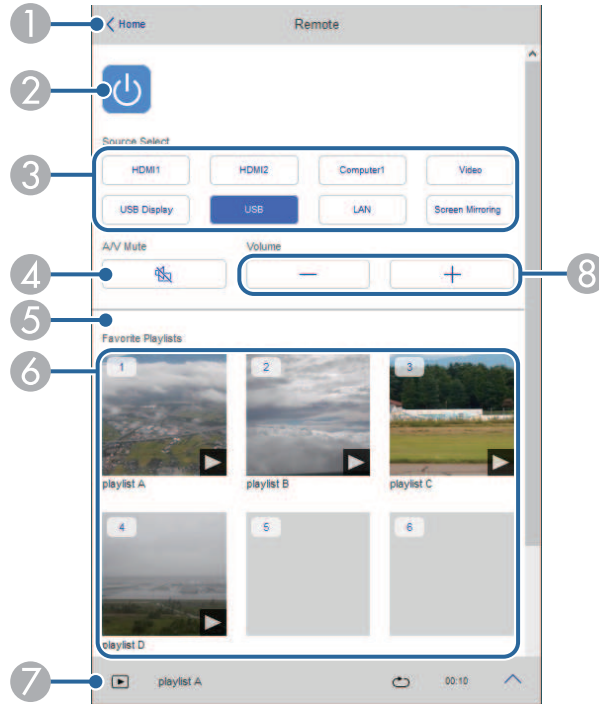 1
Home
Remote
2
Source Select
3
HDMI1
HDMI2
Computer1
Video
USB Display
USB
LAN
Screen Mirroring
A/V Mute
Volume
4
8
5
Favorite Playlists
6
1
2
3
playlist A
playlist B
playlist C
4
5
6
playlist D
7
playlist A
00:10